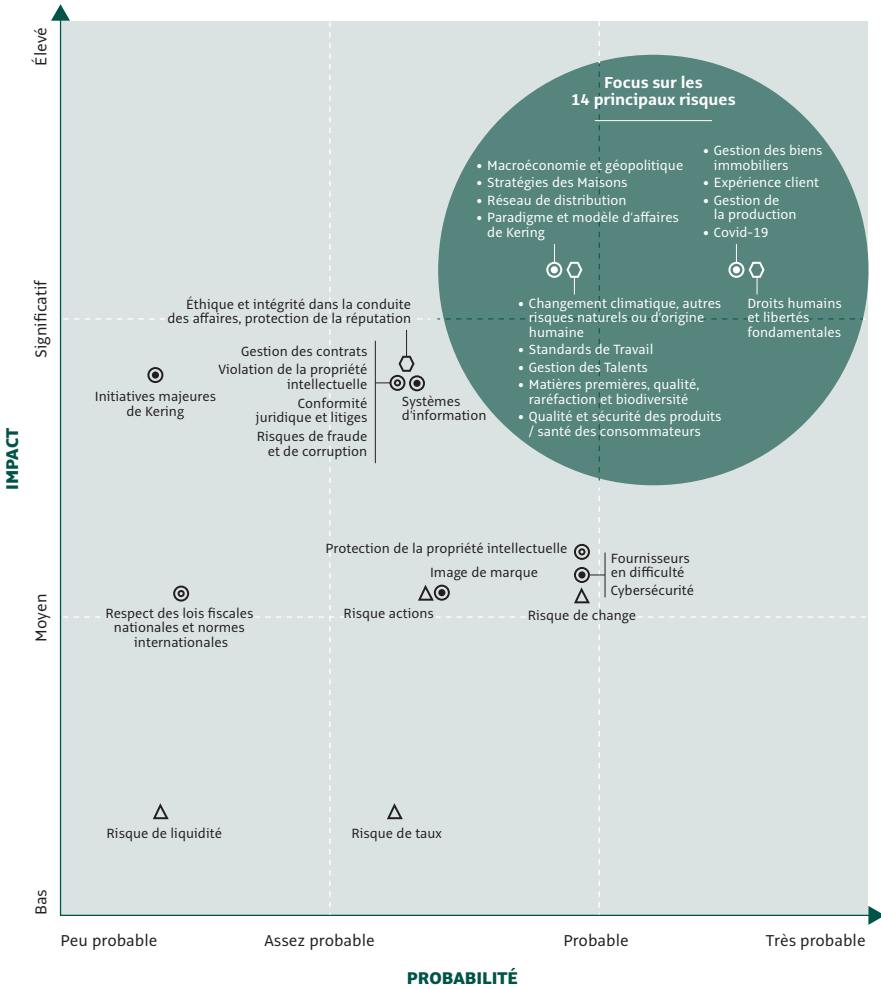 Élevé
Significatif
Moyen
Bas
IMPACT
Focus sur les
14 principaux risques
• Macroéconomie et géopolitique
• Stratégies des Maisons
• Réseau de distribution
• Paradigme et modèle d'affaires
de Kering
• Gestion des biens
immobiliers
• Expérience client
• Gestion de
la production
• Covid-19
• Changement climatique, autres
risques naturels ou d'origine
humaine
• Standards de Travail
• Gestion des Talents
• Matières premières, qualité,
raréfaction et biodiversité
• Qualité et sécurité des produits
/ santé des consommateurs
Droits humains
et libertés
fondamentales
Éthique et intégrité dans la conduite
des affaires, protection de la réputation
Gestion des contrats
Violation de la propriété
intellectuelle
Conformité
juridique et litiges
Risques de fraude
et de corruption
Systèmes
d'information
Initiatives majeures
de Kering
Protection de la propriété intellectuelle
Image de marque
Fournisseurs
en difficulté
Cybersécurité
Risque actions
Risque de change
Respect des lois fiscales
nationales et normes
internationales
Risque de liquidité
Risque de taux
Peu probable
Assez probable
Probable
Très probable
PROBABILITÉ